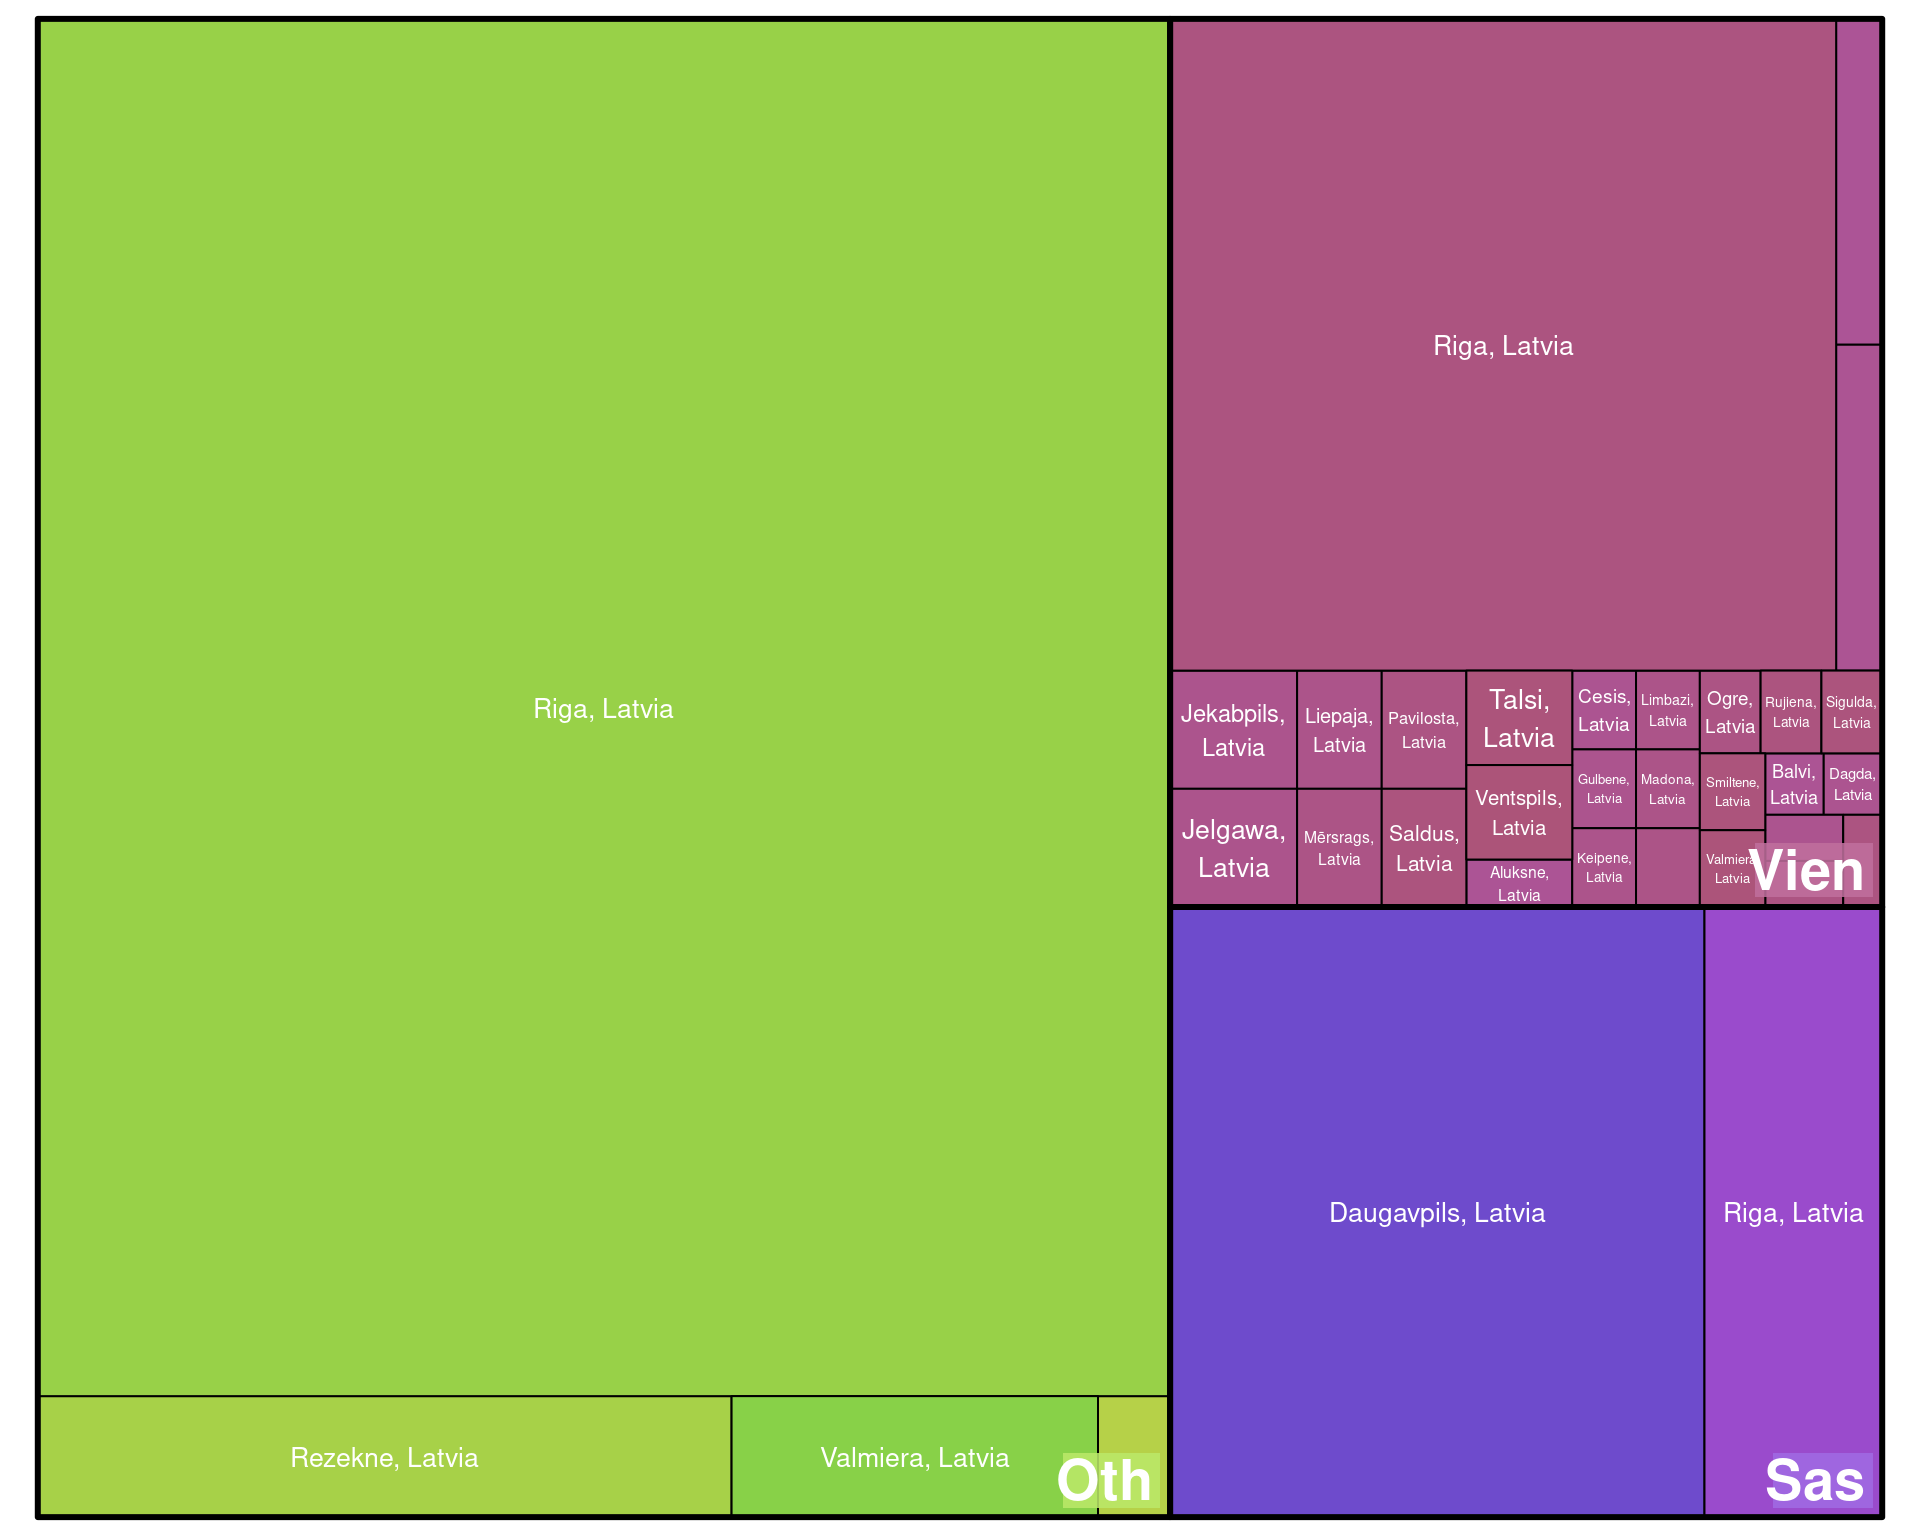 Riga, Latvia
Rezekne, Latvia
Valmiera, Latvia
Oth
Riga, Latvia
Jekabpils,
Latvia
Jelgawa,
Latvia
Liepaja,
Latvia
Mērsrags,
Latvia
Pavilosta,
Latvia
Saldus,
Latvia
Talsi,
Latvia
Ventspils,
Latvia
Aluksne,
Latvia
Cesis,
Latvia
Gulbene,
Latvia
Keipene,
Latvia
Limbazi,
Latvia
Madona,
Latvia
Ogre,
Latvia
Rujiena,
Latvia
Sigulda,
Latvia
Smiltene,
Latvia
Valmiera
Latvia
Balvi,
Latvia
Dagda,
Latvia
Vien
Daugavpils, Latvia
Riga, Latvia
Sas